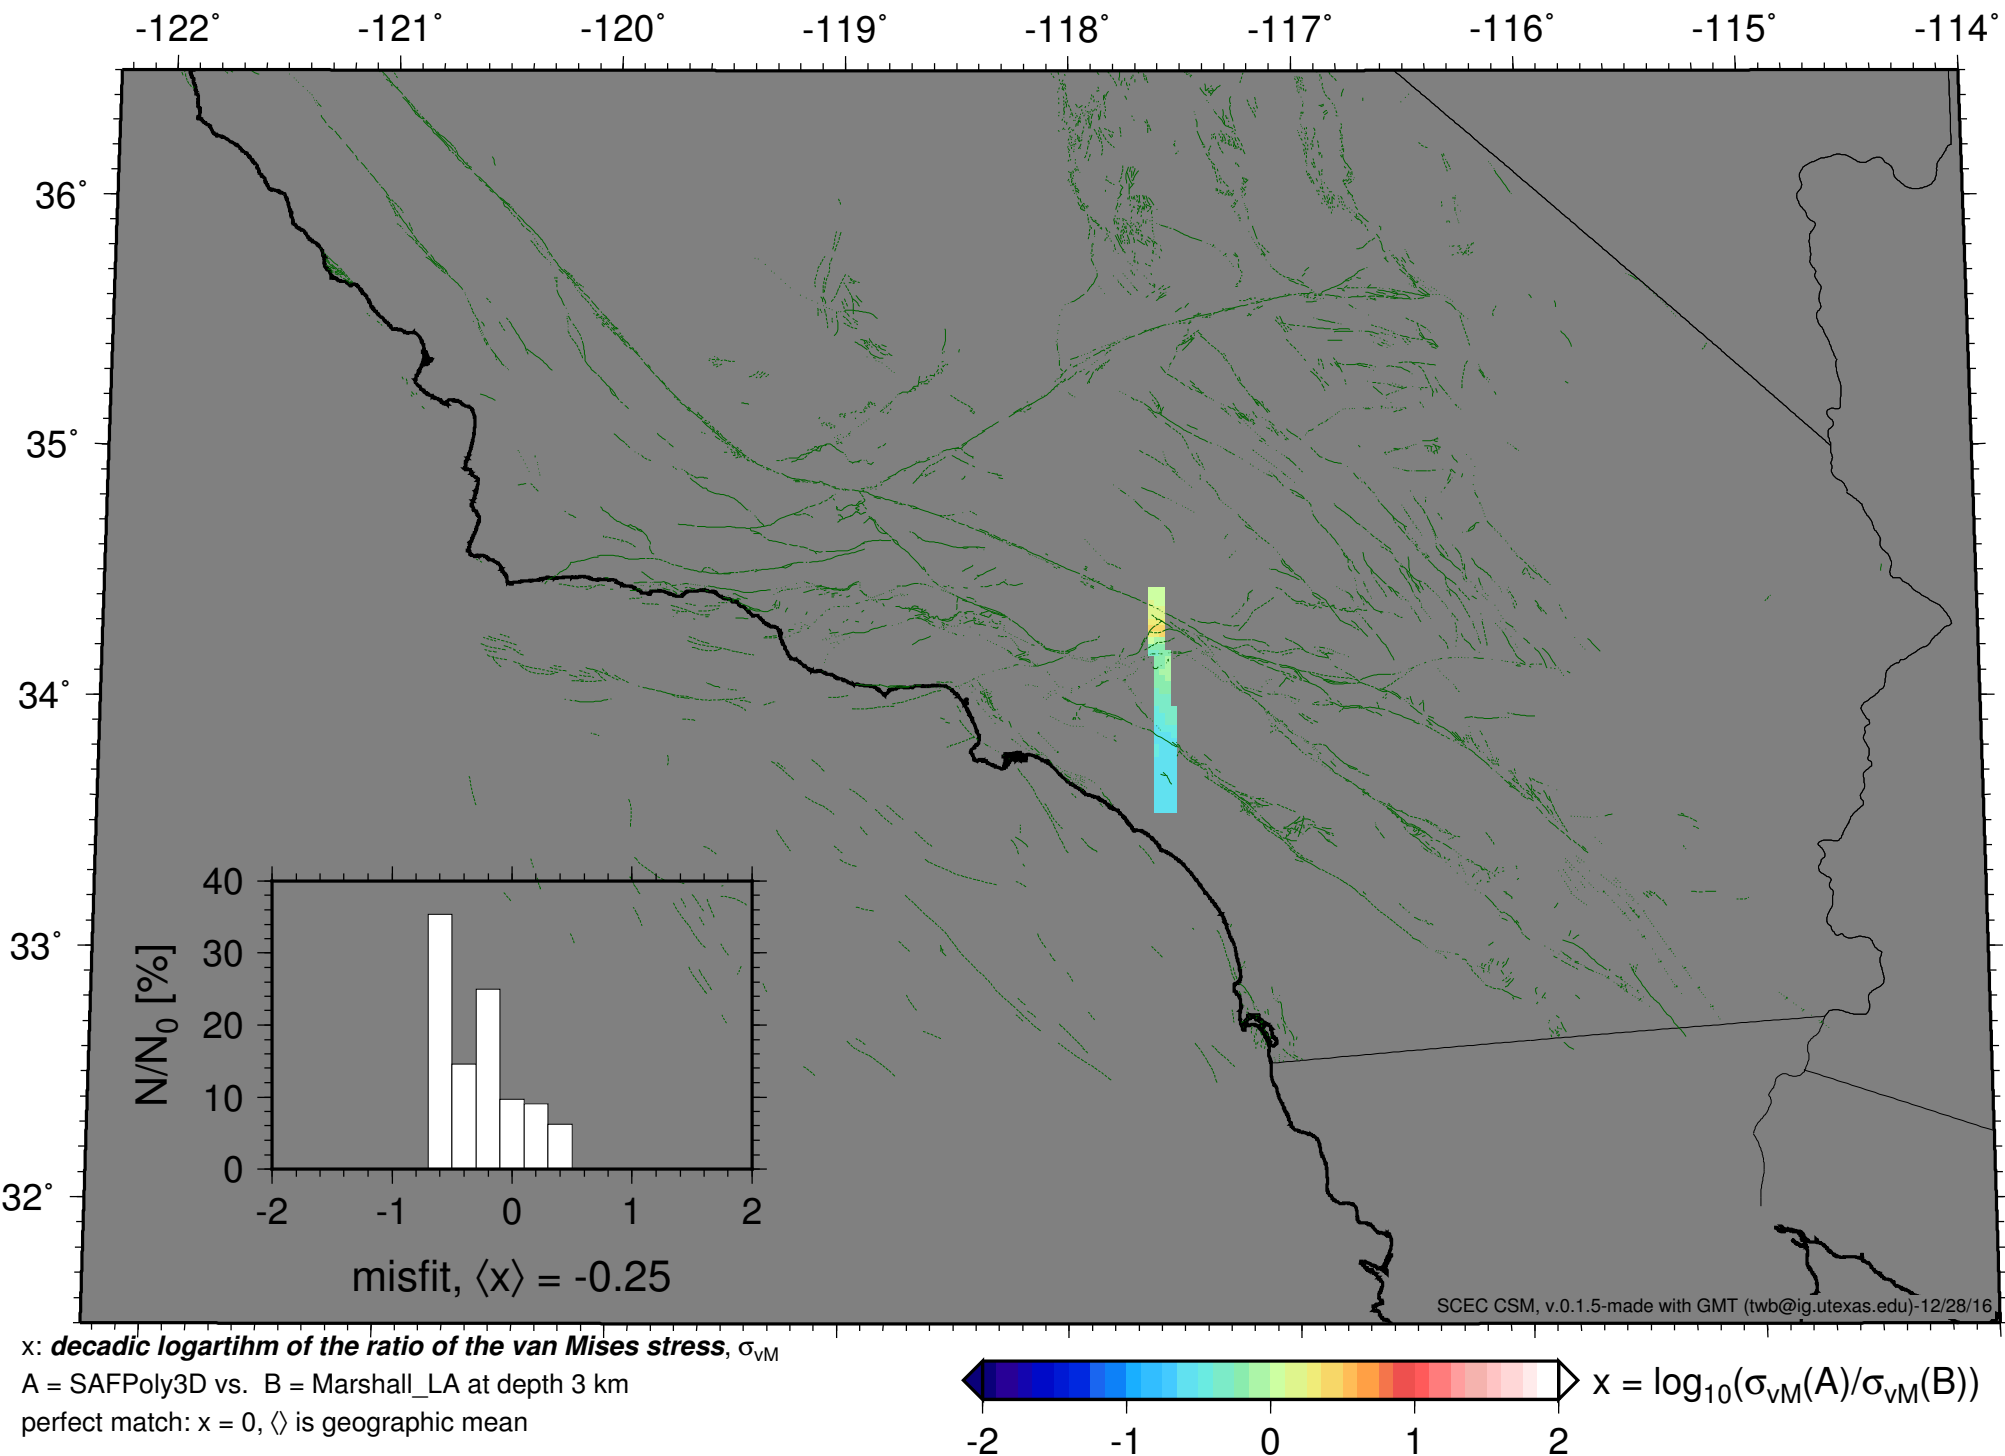 -122˚ -121˚ -120˚ -119˚ -118˚ -117˚ -116˚ -115˚ -114˚
36˚
35˚
34˚
33˚
32˚
40
30
20
10
0
N/N0 [%]
-2 -1 0 1 2
misfit, ⟨x⟩ = -0.25
SCEC CSM, v.0.1.5-made with GMT (twb@ig.utexas.edu)-12/28/16
x: decadic logartihm of the ratio of the van Mises stress, σvM
A = SAFPoly3D vs. B = Marshall_LA at depth 3 km
perfect match: x = 0, ⟨⟩ is geographic mean
x = log10(σvM(A)/σvM(B))
-2 -1 0 1 2